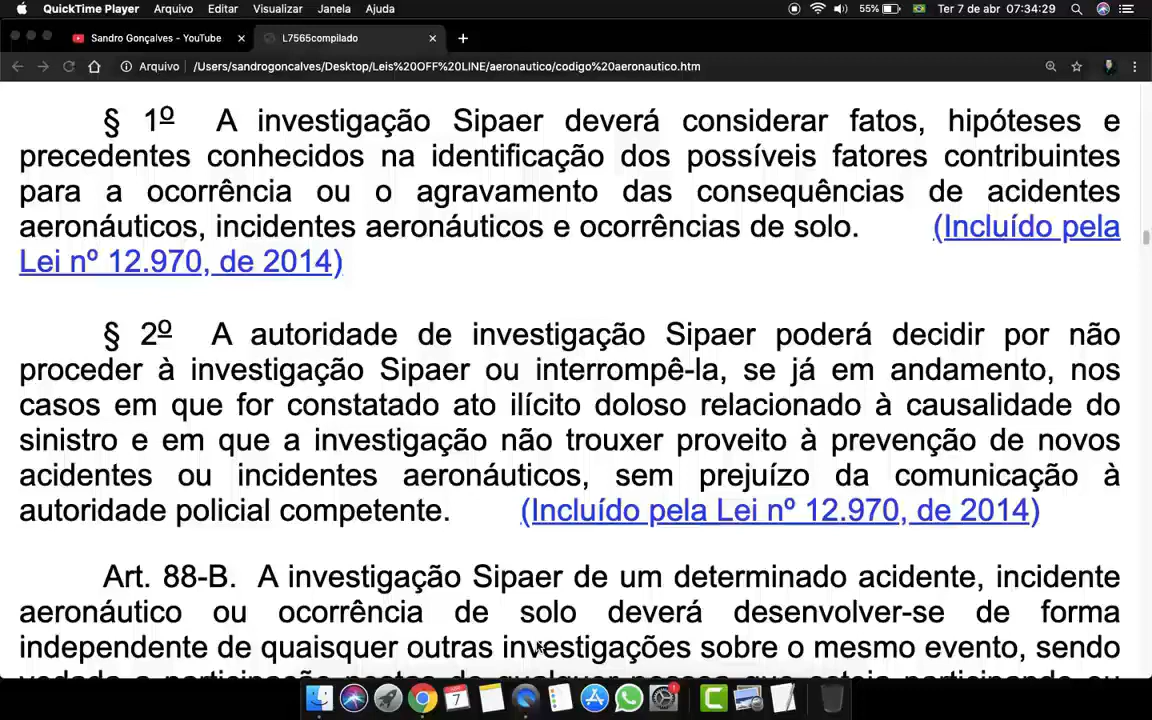 QuickTime Player Arquivo Editar Visualizar Janela Ajuda 55% Ter 7 de abr 07:34:29
Sandro Gonçalves - YouTube L7565compilado
Arquivo /Users/sandrogoncalves/Desktop/Leis%20OFF%20LINE/aeronautico/codigo%20aeronautico.htm
§ 1º A investigação Sipaer deverá considerar fatos, hipóteses e
precedentes conhecidos na identificação dos possíveis fatores contribuintes
para a ocorrência ou o agravamento das consequências de acidentes
aeronáuticos, incidentes aeronáuticos e ocorrências de solo. (Incluído pela
Lei nº 12.970, de 2014)
§ 2º A autoridade de investigação Sipaer poderá decidir por não
proceder à investigação Sipaer ou interrompê-la, se já em andamento, nos
casos em que for constatado ato ilícito doloso relacionado à causalidade do
sinistro e em que a investigação não trouxer proveito à prevenção de novos
acidentes ou incidentes aeronáuticos, sem prejuízo da comunicação à
autoridade policial competente. (Incluído pela Lei nº 12.970, de 2014)
Art. 88-B. A investigação Sipaer de um determinado acidente, incidente
aeronáutico ou ocorrência de solo deverá desenvolver-se de forma
independente de quaisquer outras investigações sobre o mesmo evento, sendo
7
1